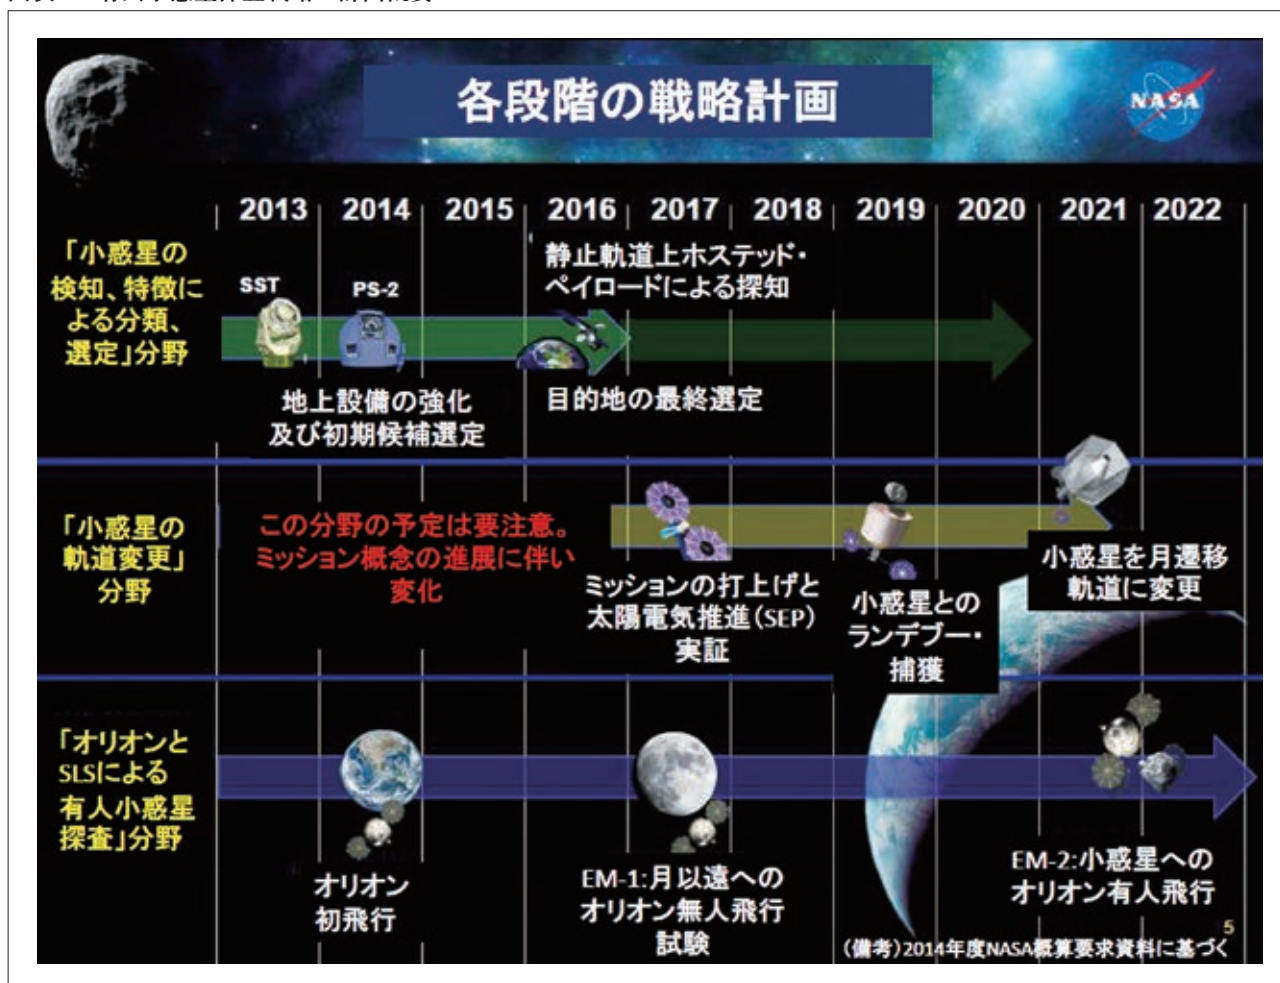 各段階の戦略計画
NASA
2013
2014
2015
2016
2017
2018
2019
2020
2021
2022
「小惑星の
検知、特徴に
よる分類、
選定」分野
SST
PS-2
静止軌道上ホステッド・
ペイロードによる探知
地上設備の強化
及び初期候補選定
目的地の最終選定
「小惑星の
軌道変更」
分野
この分野の予定は要注意。
ミッション概念の進展に伴い
変化
ミッションの打上げと
太陽電気推進(SEP)
実証
小惑星との
ランデブー・
捕獲
小惑星を月遷移
軌道に変更
「オリオンと
SLSによる
有人小惑星
探査」分野
オリオン
初飛行
EM-1:月以遠への
オリオン無人飛行
試験
EM-2:小惑星への
オリオン有人飛行
5
(備考)2014年度NASA概算要求資料に基づく